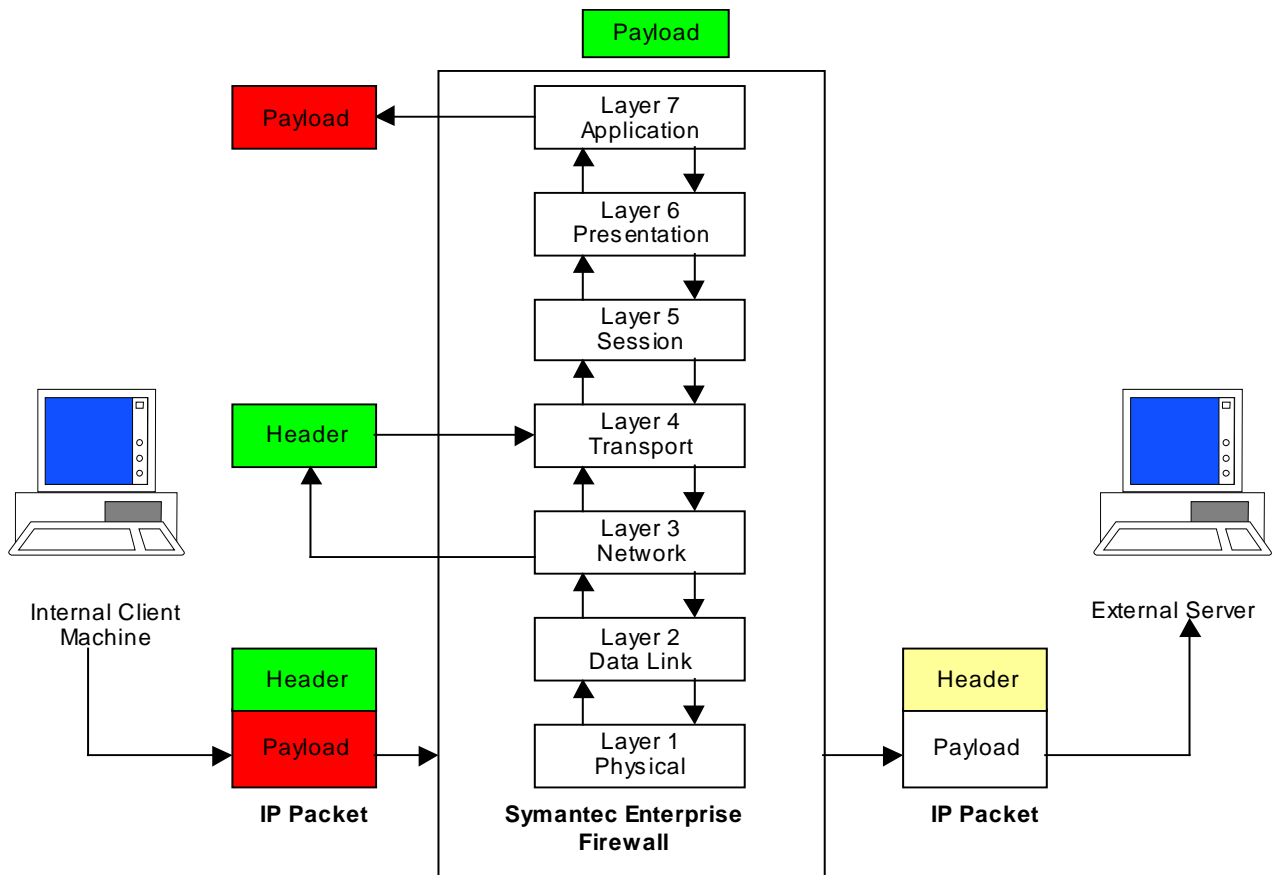 Payload
Payload
Layer 7
Application
Layer 6
Presentation
Layer 5
Session
Header
Layer 4
Transport
Layer 3
Network
Internal Client
Machine
External Server
Layer 2
Data Link
Header
Payload
Header
Payload
Layer 1
Physical
IP Packet
Symantec Enterprise
Firewall
IP Packet